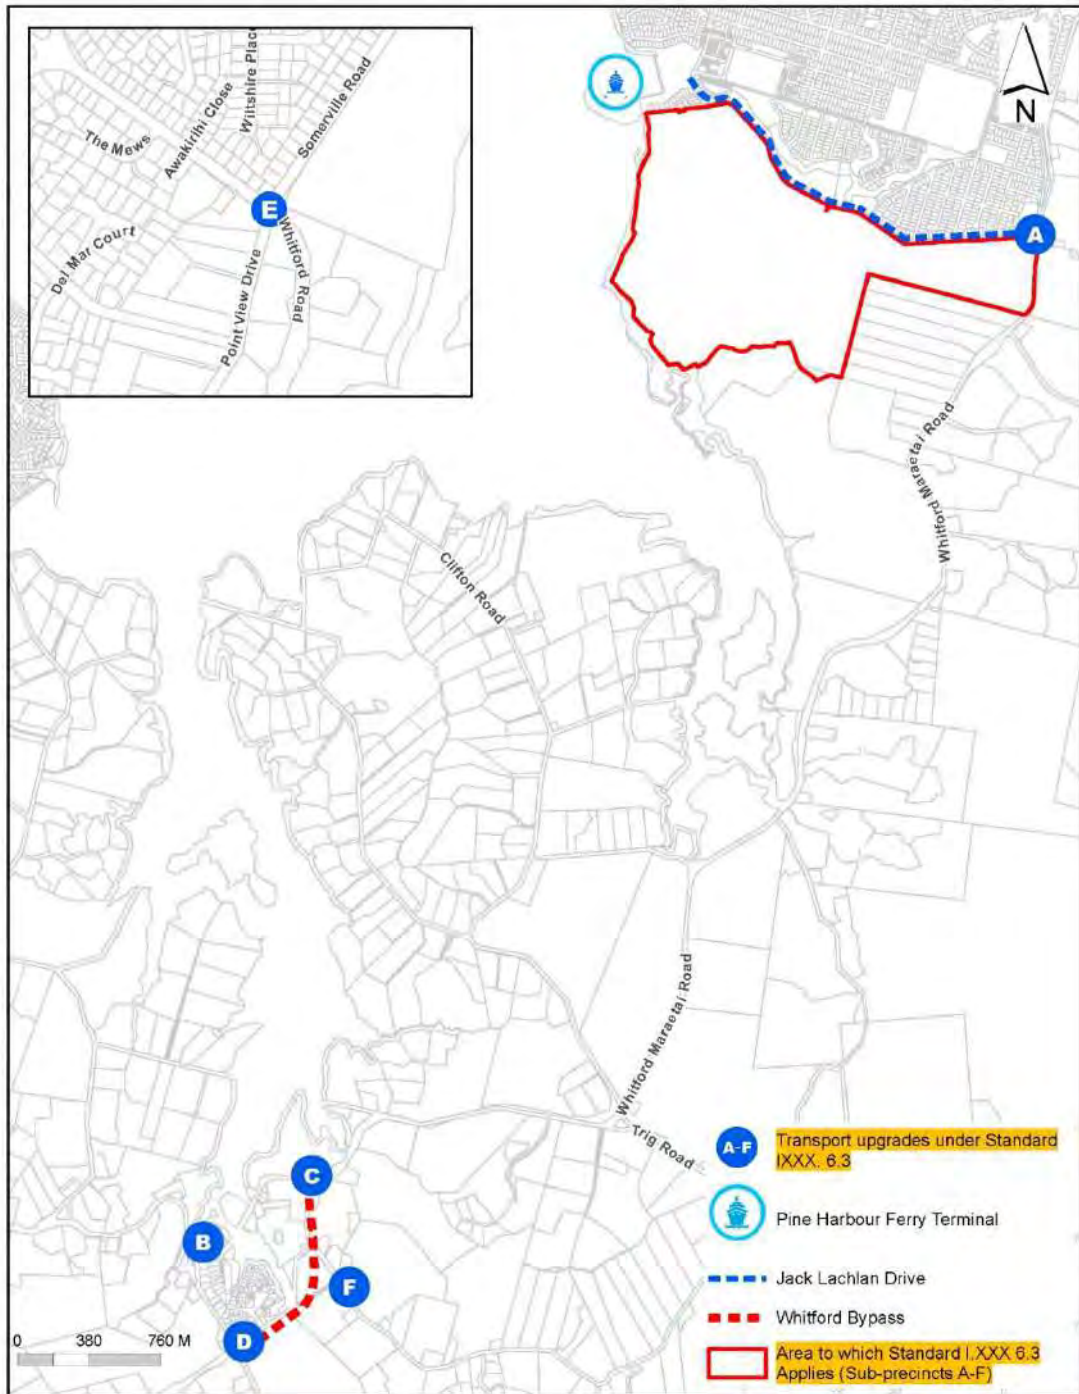 The Mews
Awakirihi Close
Wiltshire Place
Somerville Road
E
Del Mar Court
Point View Drive
Whitford Road
N
A
Whitford Maraetai Road
Clifton Road
Whitford Maraetai Road
Trig Road
C
B
F
D
0 380 760 M
A-F Transport upgrades under Standard
IXXX. 6.3
Pine Harbour Ferry Terminal
Jack Lachlan Drive
Whitford Bypass
Area to which Standard I.XXX 6.3
Applies (Sub-precincts A-F)